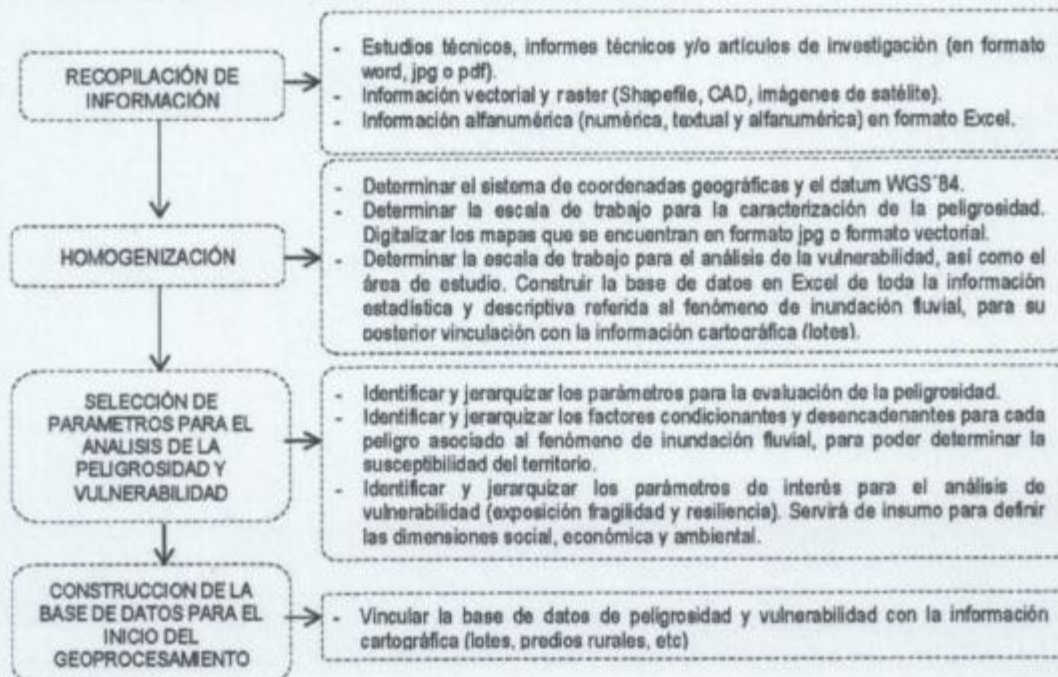 RECOPILACIÓN DE
INFORMACIÓN
- Estudios técnicos, informes técnicos y/o artículos de investigación (en formato
word, jpg o pdf).
- Información vectorial y raster (Shapefile, CAD, imágenes de satélite).
- Información alfanumérica (numérica, textual y alfanumérica) en formato Excel.
HOMOGENIZACIÓN
- Determinar el sistema de coordenadas geográficas y el datum WGS´84.
- Determinar la escala de trabajo para la caracterización de la peligrosidad.
Digitalizar los mapas que se encuentran en formato jpg o formato vectorial.
- Determinar la escala de trabajo para el análisis de la vulnerabilidad, así como el
área de estudio. Construir la base de datos en Excel de toda la información
estadística y descriptiva referida al fenómeno de inundación fluvial, para su
posterior vinculación con la información cartográfica (lotes).
SELECCIÓN DE
PARAMETROS PARA EL
ANALISIS DE LA
PELIGROSIDAD Y
VULNERABILIDAD
- Identificar y jerarquizar los parámetros para la evaluación de la peligrosidad.
- Identificar y jerarquizar los factores condicionantes y desencadenantes para cada
peligro asociado al fenómeno de inundación fluvial, para poder determinar la
susceptibilidad del territorio.
- Identificar y jerarquizar los parámetros de interés para el análisis de
vulnerabilidad (exposición fragilidad y resiliencia). Servirá de insumo para definir
las dimensiones social, económica y ambiental.
CONSTRUCCION DE LA
BASE DE DATOS PARA EL
INICIO DEL
GEOPROCESAMIENTO
- Vincular la base de datos de peligrosidad y vulnerabilidad con la información
cartográfica (lotes, predios rurales, etc)